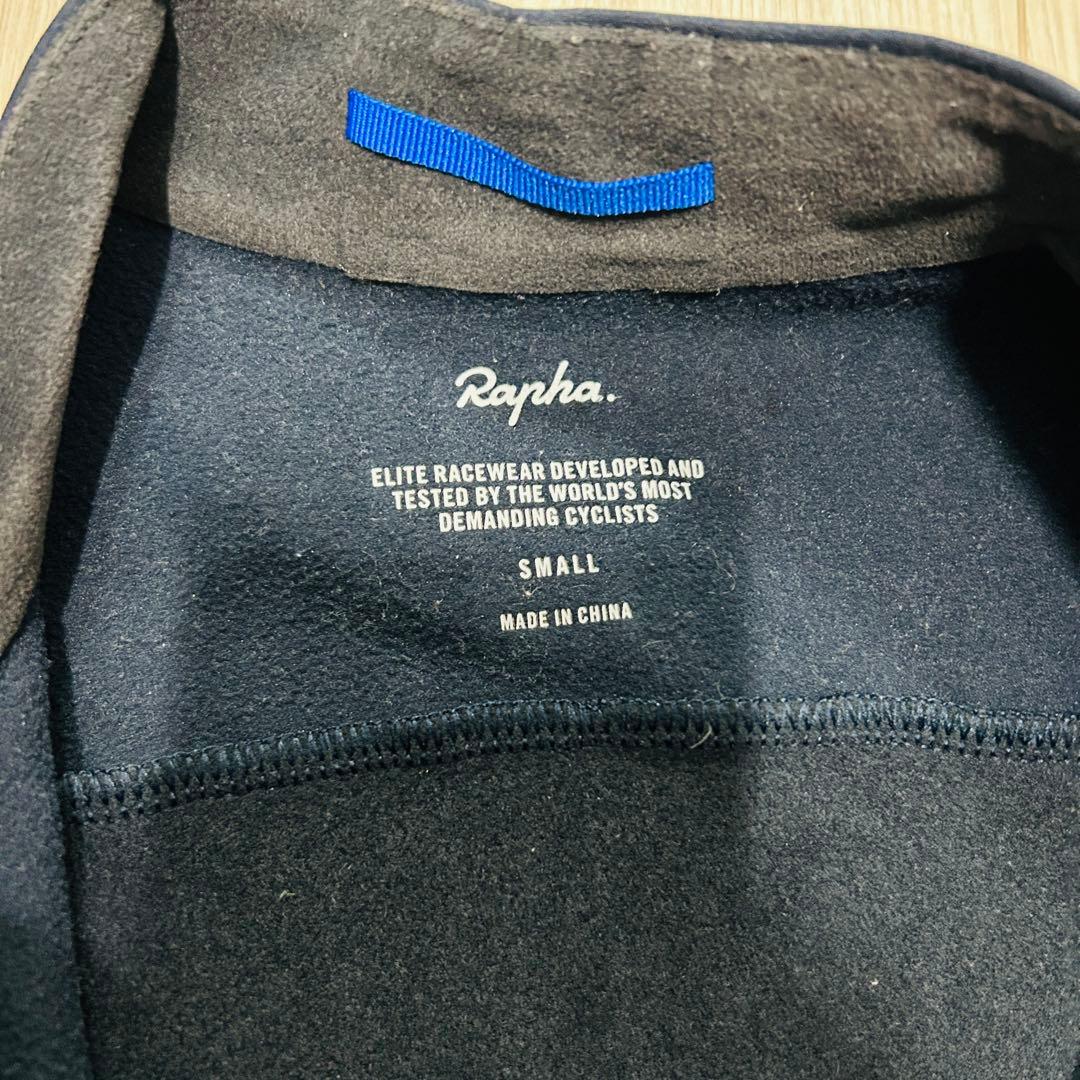 Rapha.
ELITE RACEWEAR DEVELOPED AND
TESTED BY THE WORLD'S MOST
DEMANDING CYCLISTS
SMALL
MADE IN CHINA